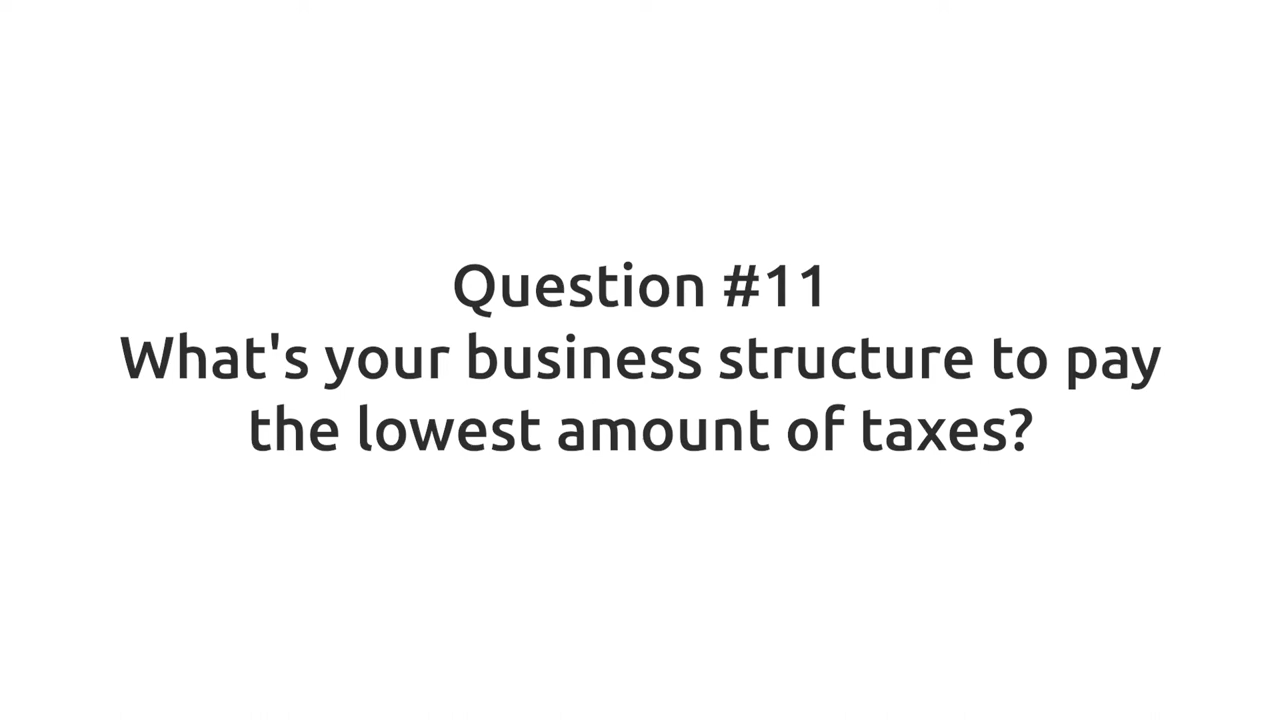 Question #11
What's your business structure to pay
the lowest amount of taxes?